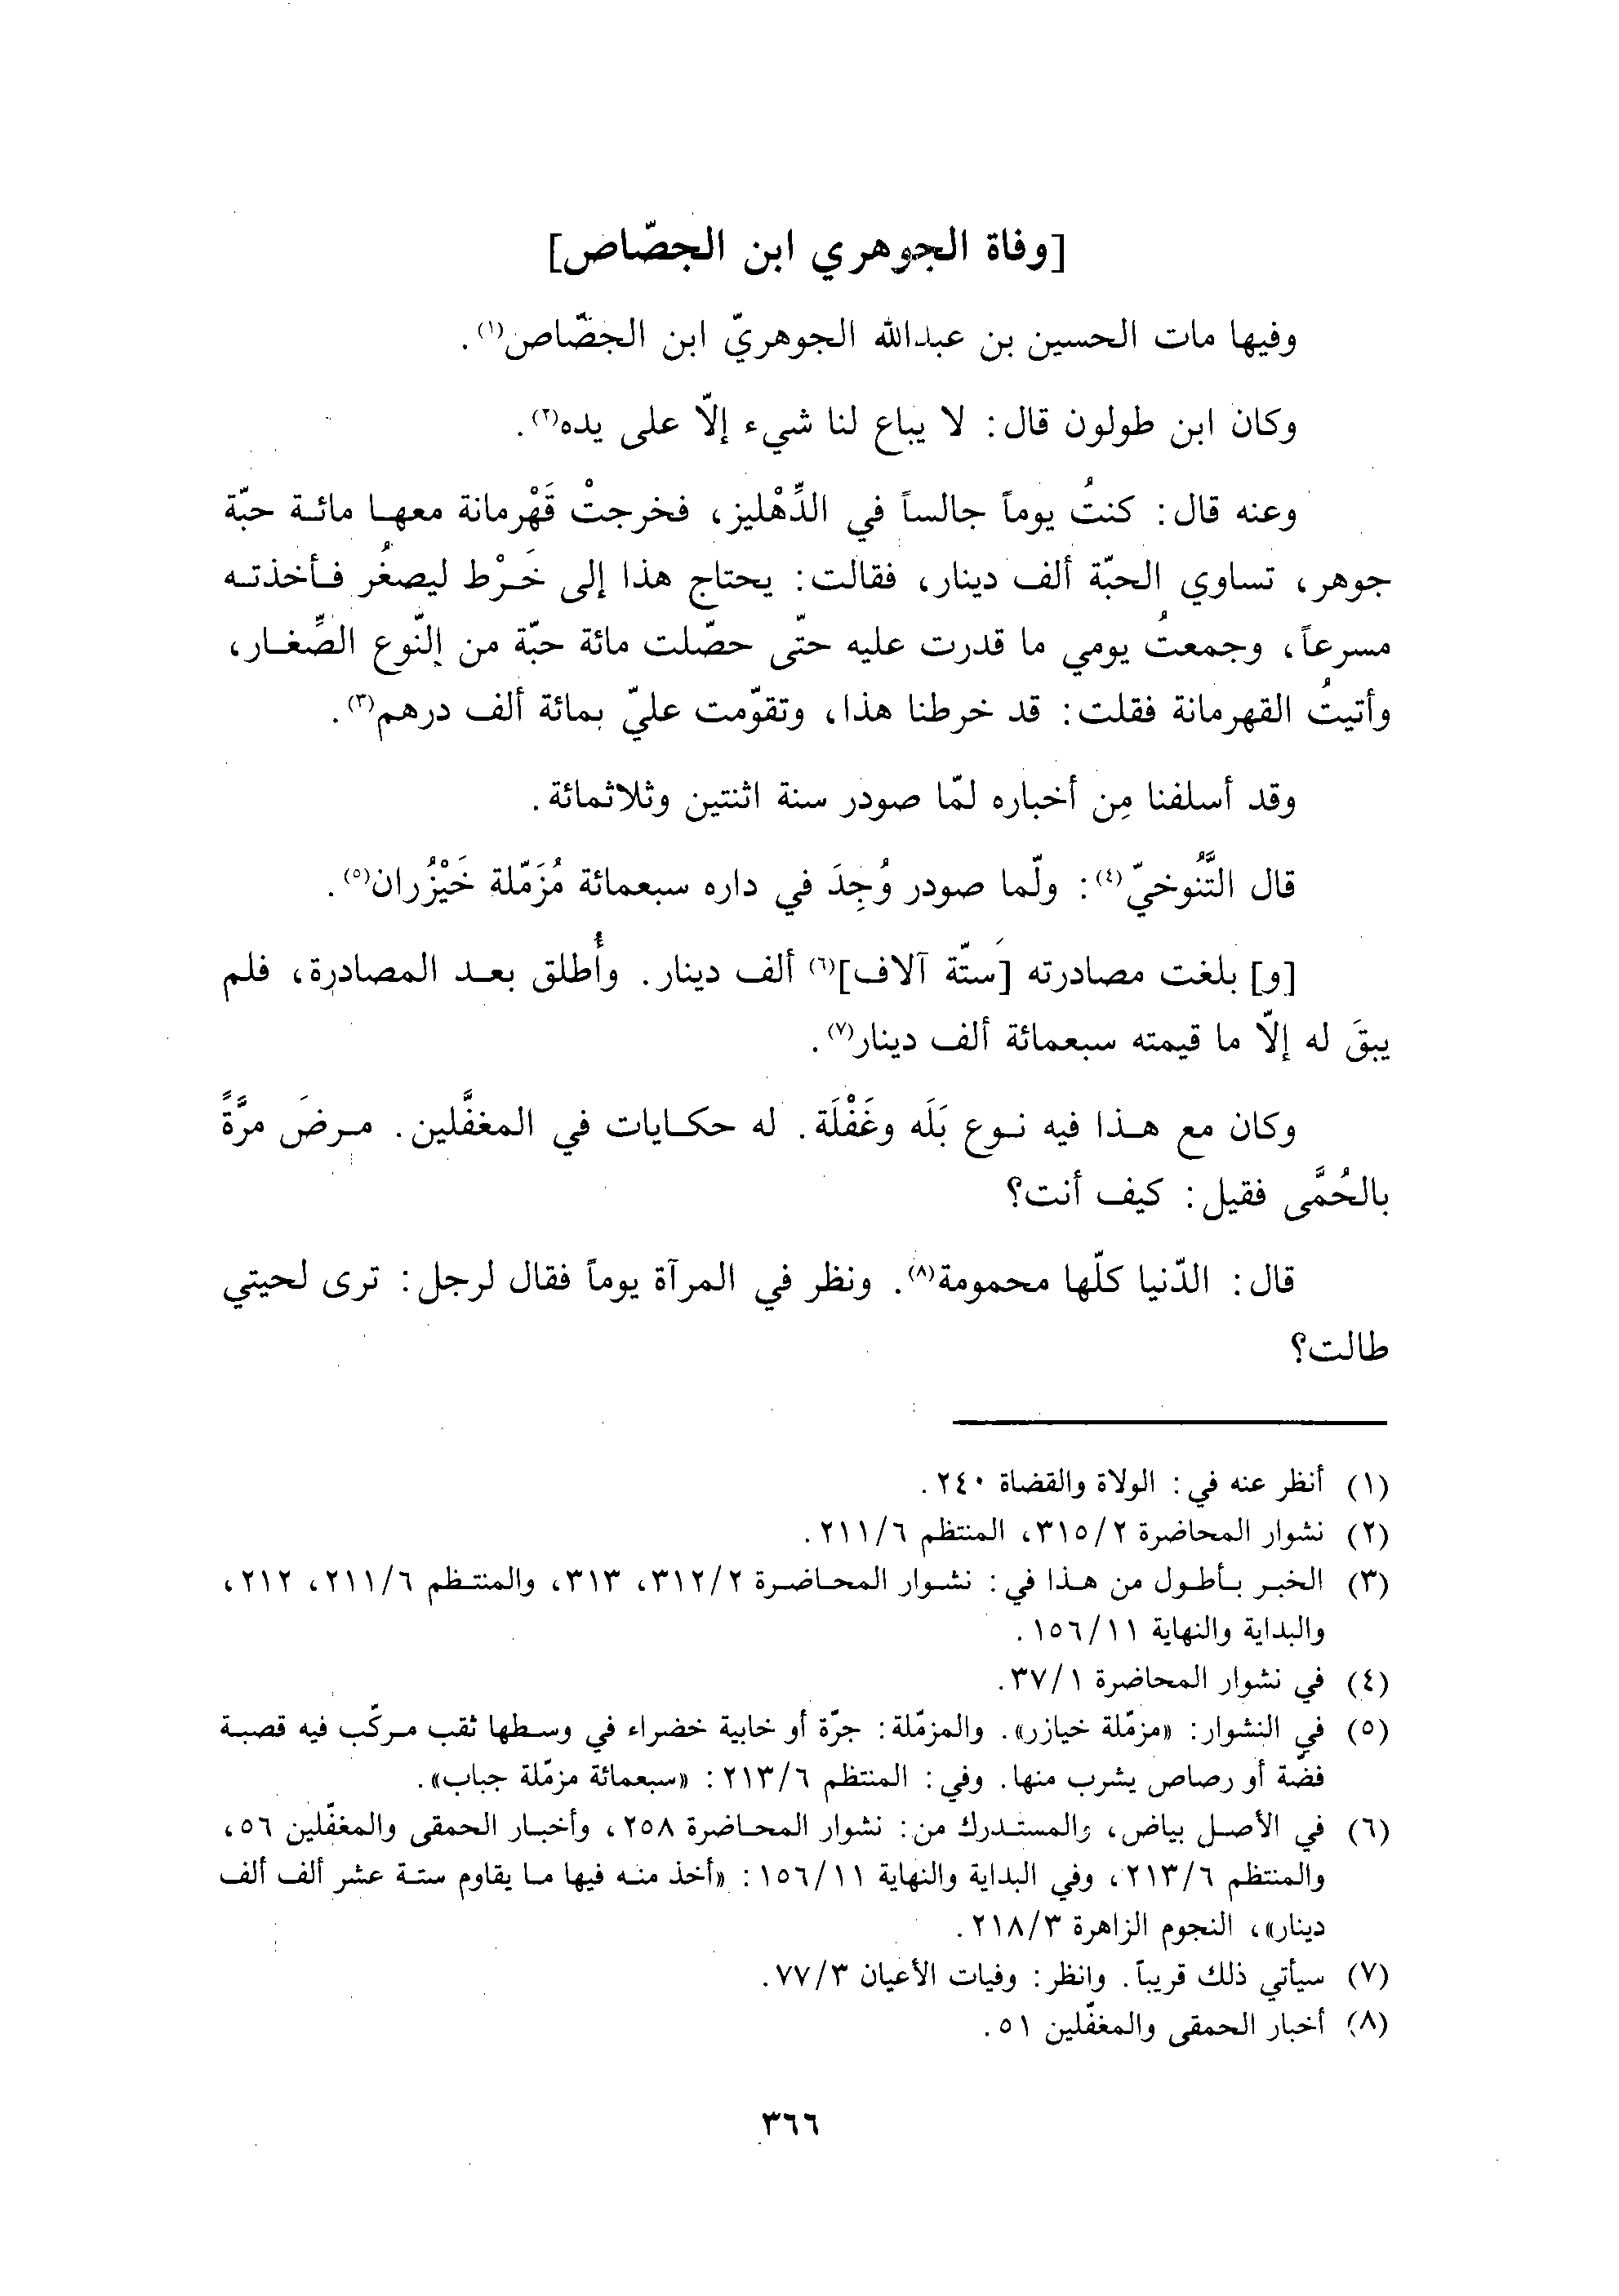 [وفاة الجوهري ابن الجصّاص]
وفيها مات الحسين بن عبدالله الجوهريّ ابن الجصّاص(١).
وكان ابن طولون قال: لا يباع لنا شيء إلّا على يده(٢).
وعنه قال: كنتُ يوماً جالساً في الدِّهْليز، فخرجتْ قَهْرمانة معها مائة حبّة
جوهر، تساوي الحبّة ألف دينار، فقالت: يحتاج هذا إلى خَرْط ليصغُر فأخذته
مسرعاً، وجمعتُ يومي ما قدرت عليه حتّى حصّلت مائة حبّة من النّوع الصِّغار،
وأتيتُ القهرمانة فقلت: قد خرطنا هذا، وتقوّمت عليّ بمائة ألف درهم(٣).
وقد أسلفنا مِن أخباره لمّا صودر سنة اثنتين وثلاثمائة.
قال التَّنُوخيّ(٤): ولّما صودر وُجِدَ في داره سبعمائة مُزَمّلة خَيْزُران(٥).
[و] بلغت مصادرته [ستّة آلاف](٦) ألف دينار. وأُطلق بعد المصادرة، فلم
يبقَ له إلّا ما قيمته سبعمائة ألف دينار(٧).
وكان مع هذا فيه نوع بَلَه وغَفْلَة. له حكايات في المغفَّلين. مرضَ مرَّةً
بالحُمَّى فقيل: كيف أنت؟
قال: الدّنيا كلّها محمومة(٨). ونظر في المرآة يوماً فقال لرجل: ترى لحيتي
طالت؟
(١) أنظر عنه في: الولاة والقضاة ٢٤٠.
(٢) نشوار المحاضرة ٣١٥/٢، المنتظم ٢١١/٦.
(٣) الخبر بأطول من هذا في: نشوار المحاضرة ٣١٢/٢، ٣١٣، والمنتظم ٢١١/٦، ٢١٢،
والبداية والنهاية ١٥٦/١١.
(٤) في نشوار المحاضرة ٣٧/١.
(٥) في النشوار: «مزمّلة خيازر». والمزمّلة: جرّة أو خابية خضراء في وسطها ثقب مركّب فيه قصبة
فضّة أو رصاص يشرب منها. وفي: المنتظم ٢١٣/٦: «سبعمائة مزمّلة جباب».
(٦) في الأصل بياض، والمستدرك من: نشوار المحاضرة ٢٥٨، وأخبار الحمقى والمغفّلين ٥٦،
والمنتظم ٢١٣/٦، وفي البداية والنهاية ١٥٦/١١: «أخذ منه فيها ما يقاوم ستة عشر ألف ألف
دينار»، النجوم الزاهرة ٢١٨/٣.
(٧) سيأتي ذلك قريباً. وانظر: وفيات الأعيان ٧٧/٣.
(٨) أخبار الحمقى والمغفّلين ٥١.
٣٦٦